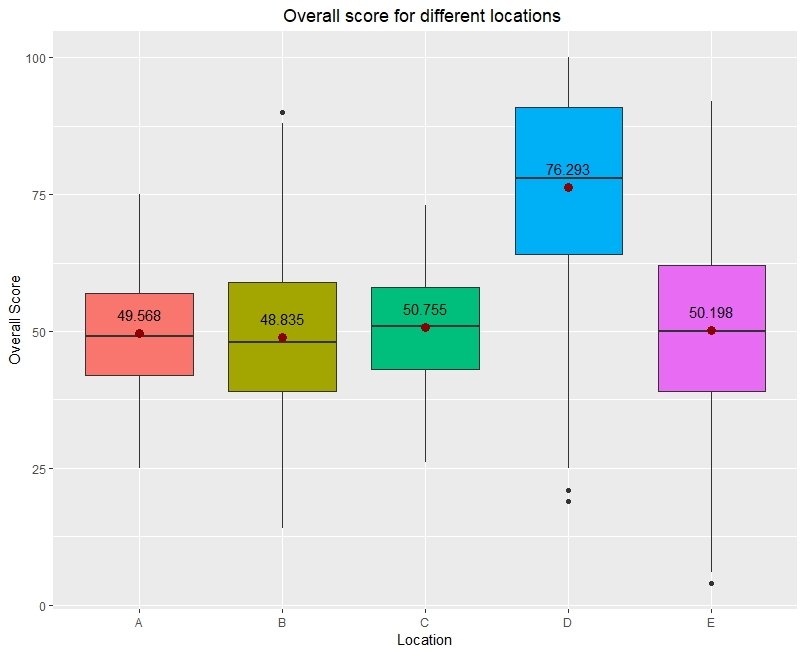 Overall score for different locations
Overall Score
100
75
50
25
0
49.568
48.835
50.755
76.293
50.198
A B C D E
Location